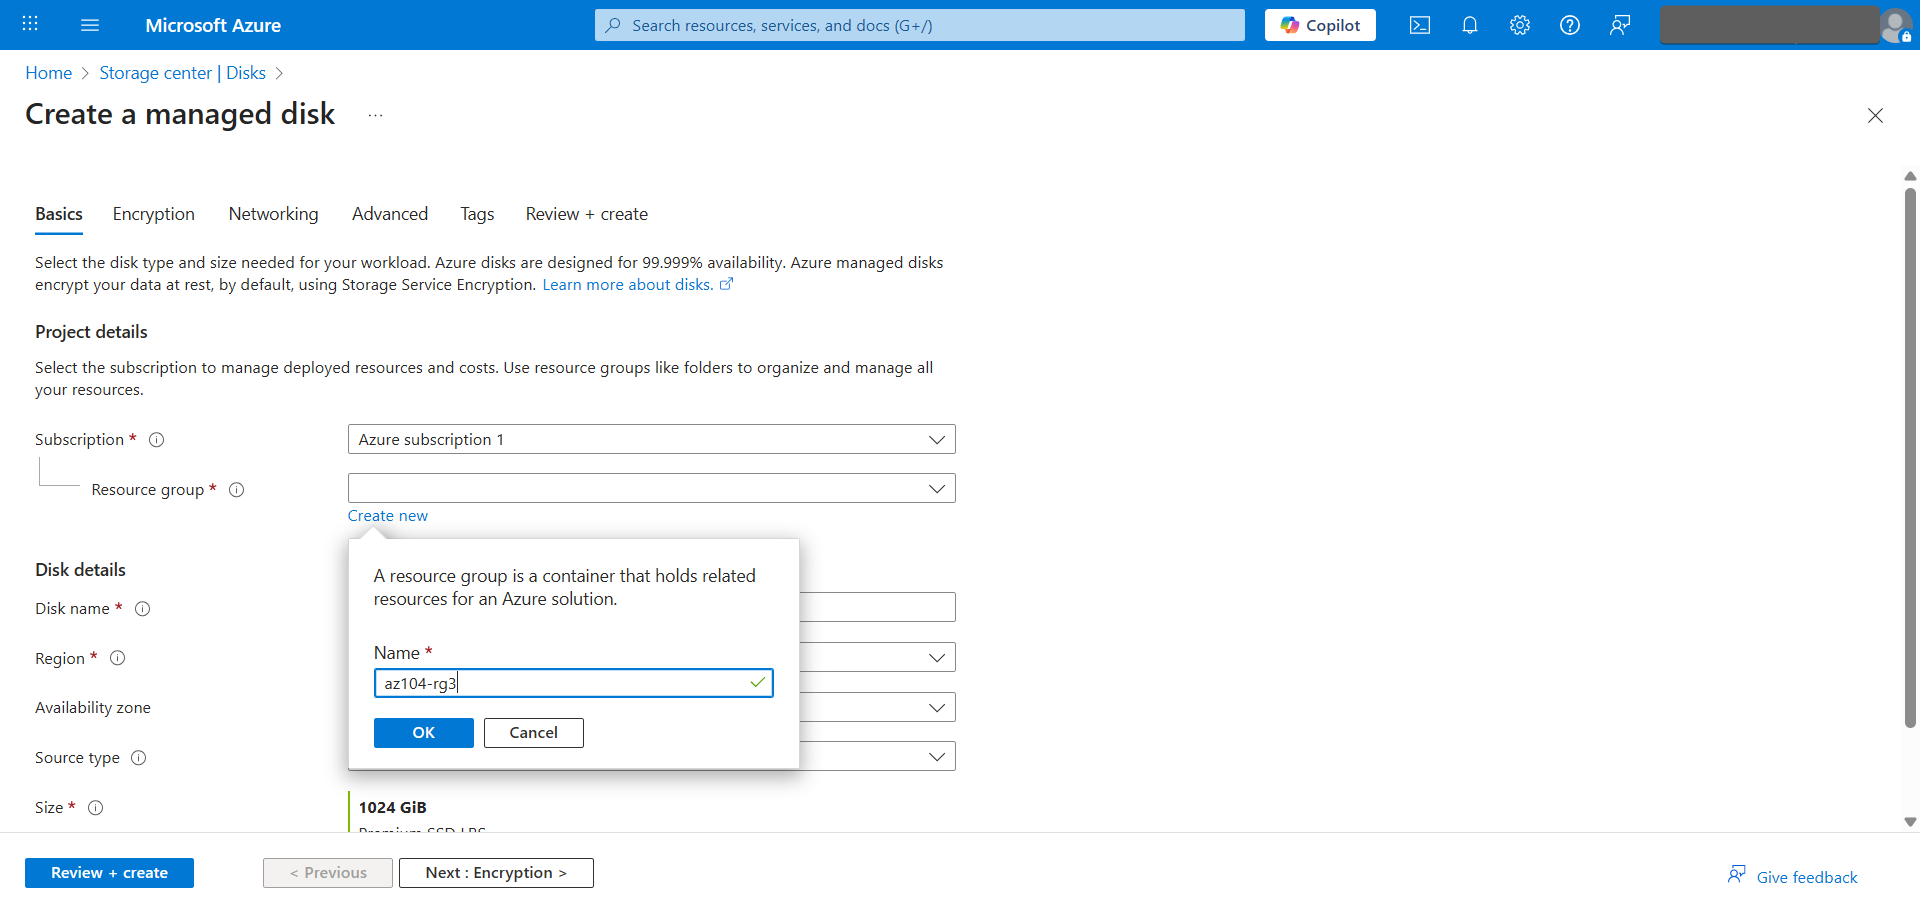 Microsoft Azure
Search resources, services, and docs (G+/)
Copilot
Home > Storage center | Disks >
Create a managed disk ...
Basics Encryption Networking Advanced Tags Review + create
Select the disk type and size needed for your workload. Azure disks are designed for 99.999% availability. Azure managed disks
encrypt your data at rest, by default, using Storage Service Encryption. Learn more about disks.
Project details
Select the subscription to manage deployed resources and costs. Use resource groups like folders to organize and manage all
your resources.
Subscription *
Azure subscription 1
Resource group *
Create new
A resource group is a container that holds related
resources for an Azure solution.
Name *
az104-rg3
OK
Cancel
Disk details
Disk name *
Region *
Availability zone
Source type
Size *
1024 GiB
Premium SSD LRS
Review + create
< Previous
Next : Encryption >
Give feedback